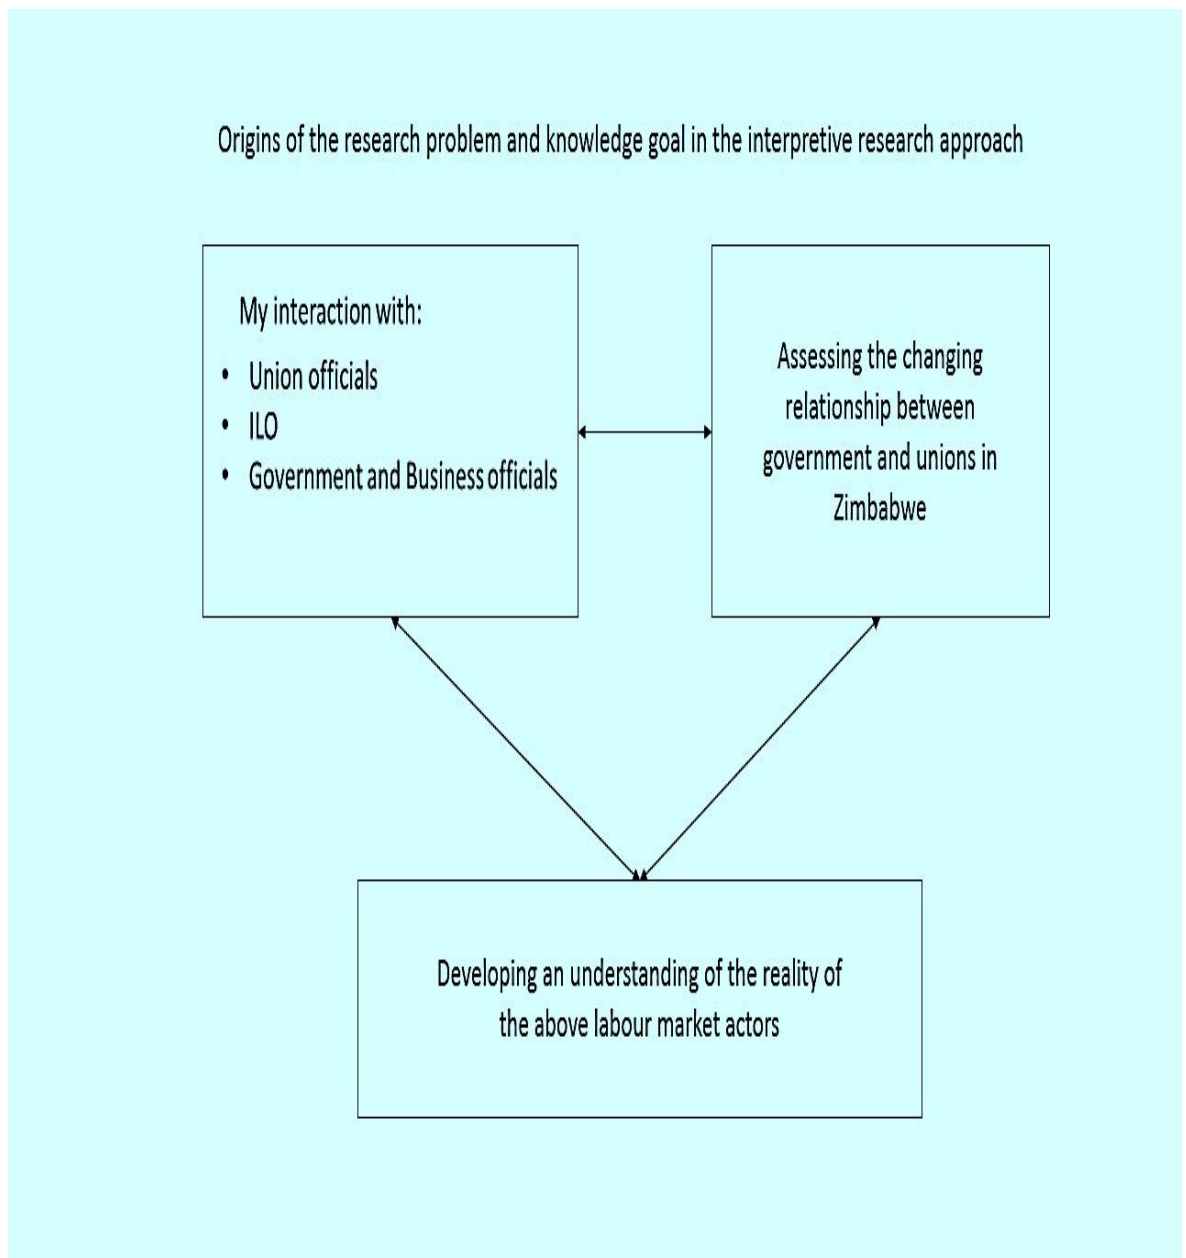 Origins of the research problem and knowledge goal in the interpretive research approach
My interaction with:
• Union officials
• ILO
• Government and Business officials
Assessing the changing
relationship between
government and unions in
Zimbabwe
Developing an understanding of the reality of
the above labour market actors